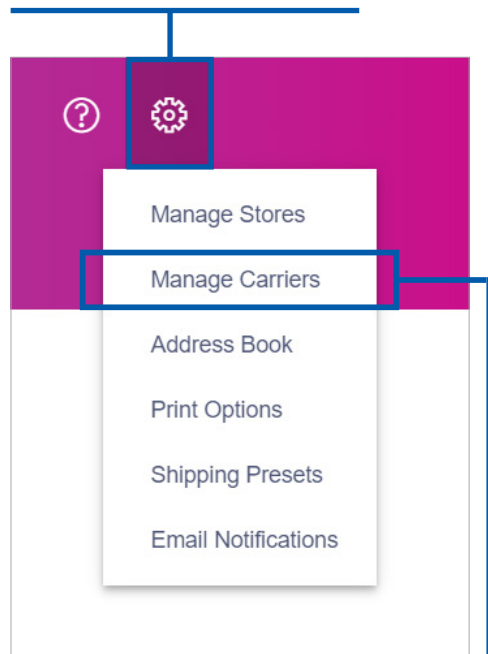 ?
Manage Stores
Manage Carriers
Address Book
Print Options
Shipping Presets
Email Notifications